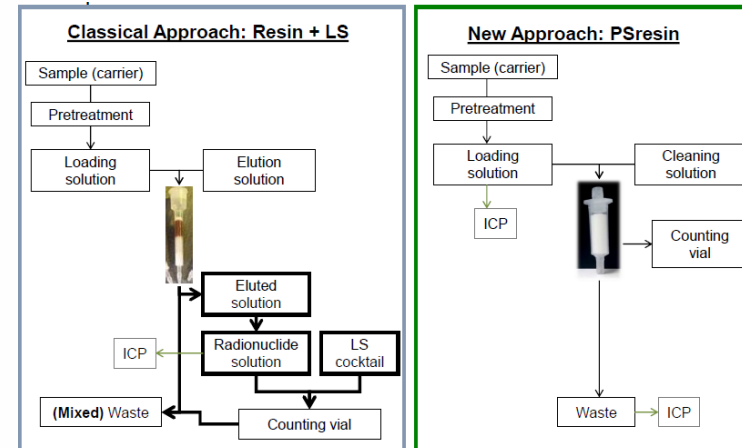 Classical Approach: Resin + LS
Sample (carrier)
Pretreatment
Loading
solution
Elution
solution
Eluted
solution
Radionuclide
solution
LS
cocktail
ICP
(Mixed) Waste
Counting vial
New Approach: PSresin
Sample (carrier)
Pretreatment
Loading
solution
Cleaning
solution
ICP
Counting
vial
Waste
ICP